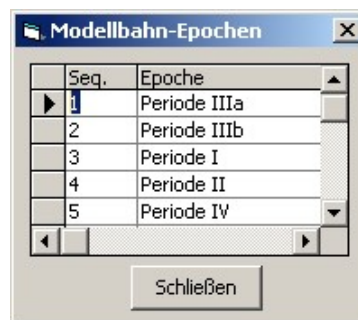 Modellbahn-Epochen
Seq. Epoche
1 Periode IIIa
2 Periode IIIb
3 Periode I
4 Periode II
5 Periode IV
Schließen